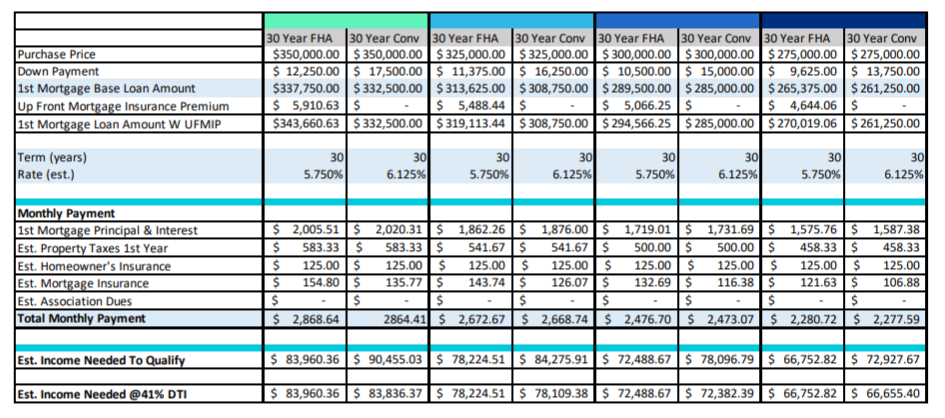 30 Year FHA 30 Year Conv 30 Year FHA 30 Year Conv 30 Year FHA 30 Year Conv 30 Year FHA 30 Year Conv
Purchase Price $350,000.00 $350,000.00 $325,000.00 $325,000.00 $300,000.00 $300,000.00 $275,000.00 $275,000.00
Down Payment $ 12,250.00 $ 17,500.00 $ 11,375.00 $ 16,250.00 $ 10,500.00 $ 15,000.00 $ 9,625.00 $ 13,750.00
1st Mortgage Base Loan Amount $337,750.00 $332,500.00 $313,625.00 $308,750.00 $289,500.00 $285,000.00 $265,375.00 $261,250.00
Up Front Mortgage Insurance Premium $ 5,910.63 $ - $ 5,488.44 $ - $ 5,066.25 $ - $ 4,644.06 $ -
1st Mortgage Loan Amount W UFMIP $343,660.63 $332,500.00 $319,113.44 $308,750.00 $294,566.25 $285,000.00 $270,019.06 $261,250.00
Term (years) 30 30 30 30 30 30 30 30
Rate (est.) 5.750% 6.125% 5.750% 6.125% 5.750% 6.125% 5.750% 6.125%
Monthly Payment
1st Mortgage Principal & Interest $ 2,005.51 $ 2,020.31 $ 1,862.26 $ 1,876.00 $ 1,719.01 $ 1,731.69 $ 1,575.76 $ 1,587.38
Est. Property Taxes 1st Year $ 583.33 $ 583.33 $ 541.67 $ 541.67 $ 500.00 $ 500.00 $ 458.33 $ 458.33
Est. Homeowner's Insurance $ 125.00 $ 125.00 $ 125.00 $ 125.00 $ 125.00 $ 125.00 $ 125.00 $ 125.00
Est. Mortgage Insurance $ 154.80 $ 135.77 $ 143.74 $ 126.07 $ 132.69 $ 116.38 $ 121.63 $ 106.88
Est. Association Dues $ - $ - $ - $ - $ - $ - $ - $ -
Total Monthly Payment $ 2,868.64 2864.41 $ 2,672.67 $ 2,668.74 $ 2,476.70 $ 2,473.07 $ 2,280.72 $ 2,277.59
Est. Income Needed To Qualify $ 83,960.36 $ 90,455.03 $ 78,224.51 $ 84,275.91 $ 72,488.67 $ 78,096.79 $ 66,752.82 $ 72,927.67
Est. Income Needed @41% DTI $ 83,960.36 $ 83,836.37 $ 78,224.51 $ 78,109.38 $ 72,488.67 $ 72,382.39 $ 66,752.82 $ 66,655.40